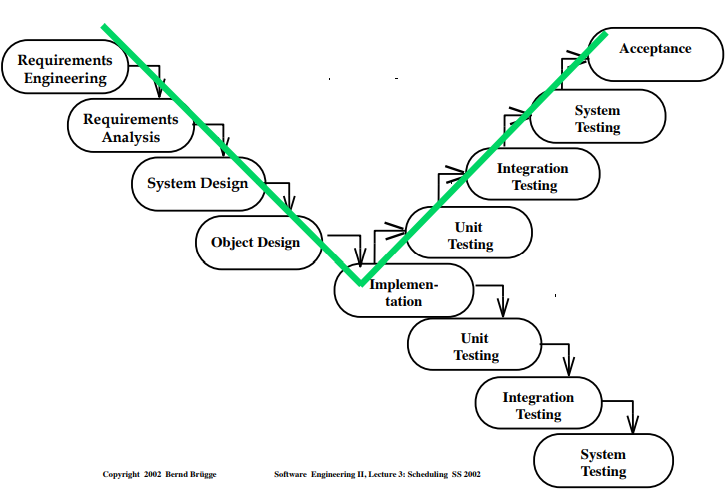 Requirements
Engineering
Requirements
Analysis
System Design
Object Design
Implemen-
tation
Unit
Testing
Integration
Testing
System
Testing
Acceptance
Unit
Testing
Integration
Testing
System
Testing
Copyright 2002 Bernd Brügge
Software Engineering II, Lecture 3: Scheduling SS 2002